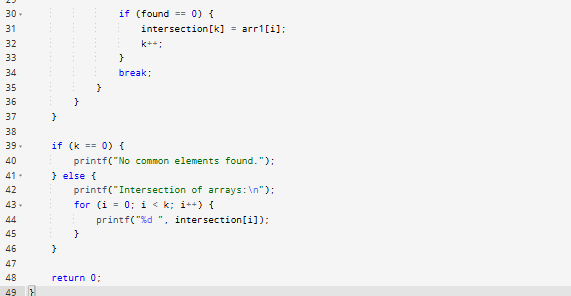 30 if (found == 0) {
31 intersection[k] = arr1[i];
32 k++;
33 }
34 break;
35 }
36 }
37 }
38
39 if (k == 0) {
40 printf("No common elements found.");
41 } else {
42 printf("Intersection of arrays:\n");
43 for (i = 0; i < k; i++) {
44 printf("%d ", intersection[i]);
45 }
46 }
47
48 return 0;
49 }